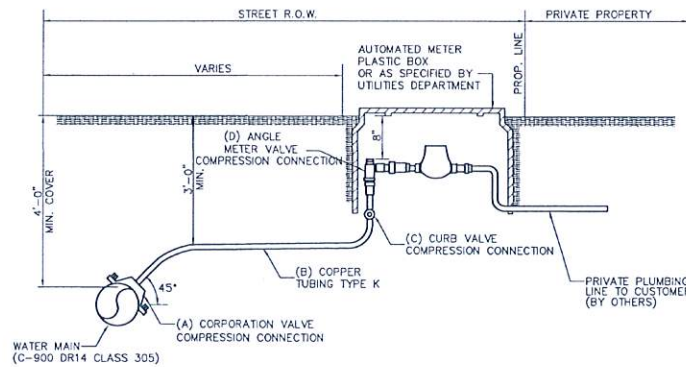 STREET R.O.W.
PRIVATE PROPERTY
VARIES
AUTOMATED METER
PLASTIC BOX
OR AS SPECIFIED BY
UTILITIES DEPARTMENT
PROP. LINE
8"
(D) ANGLE
METER VALVE
COMPRESSION CONNECTION
4'-0"
MIN. COVER
3'-0"
MIN.
(C) CURB VALVE
COMPRESSION CONNECTION
(B) COPPER
TUBING TYPE K
45°
(A) CORPORATION VALVE
COMPRESSION CONNECTION
WATER MAIN
(C-900 DR14 CLASS 305)
PRIVATE PLUMBING
LINE TO CUSTOMER
(BY OTHERS)